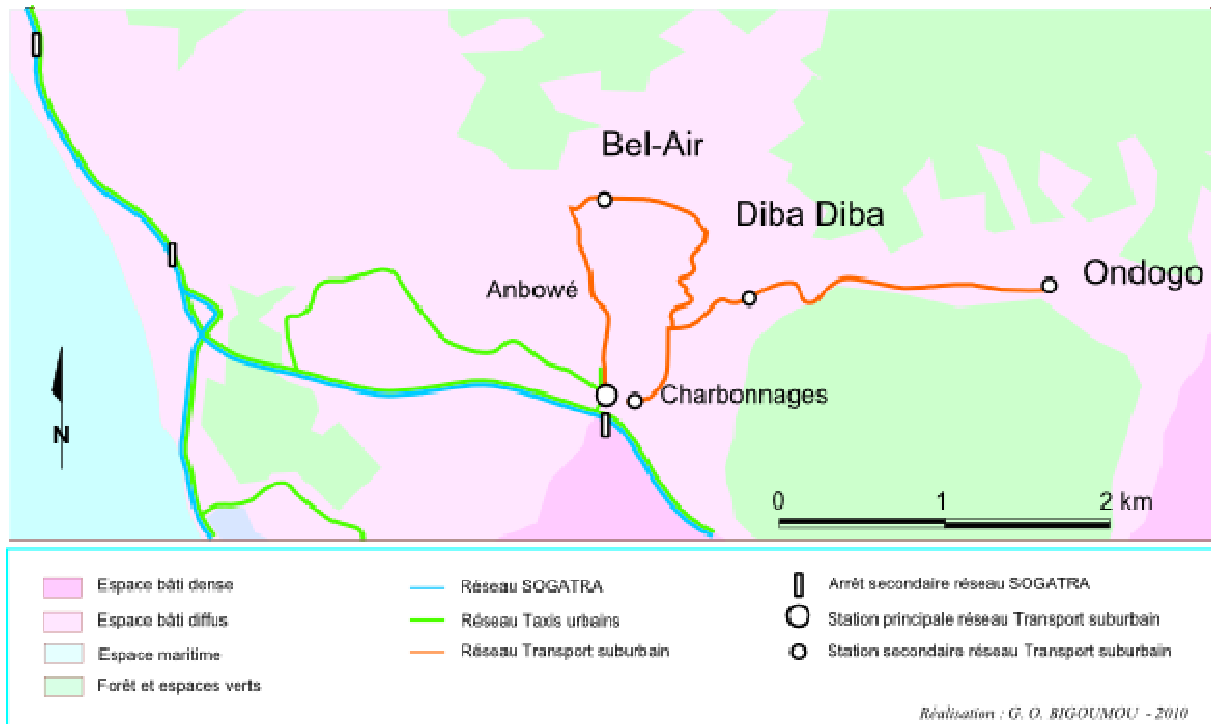 Bel-Air
Diba Diba
Ondogo
Anbowé
Charbonnages
N
0 1 2 km
Espace bâti dense
Espace bâti diffus
Espace maritime
Forêt et espaces verts
Réseau SOGATRA
Réseau Taxis urbains
Réseau Transport suburbain
Arrêt secondaire réseau SOGATRA
Station principale réseau Transport suburbain
Station secondaire réseau Transport suburbain
Réalisation : G. O. BIGOUMOU - 2010